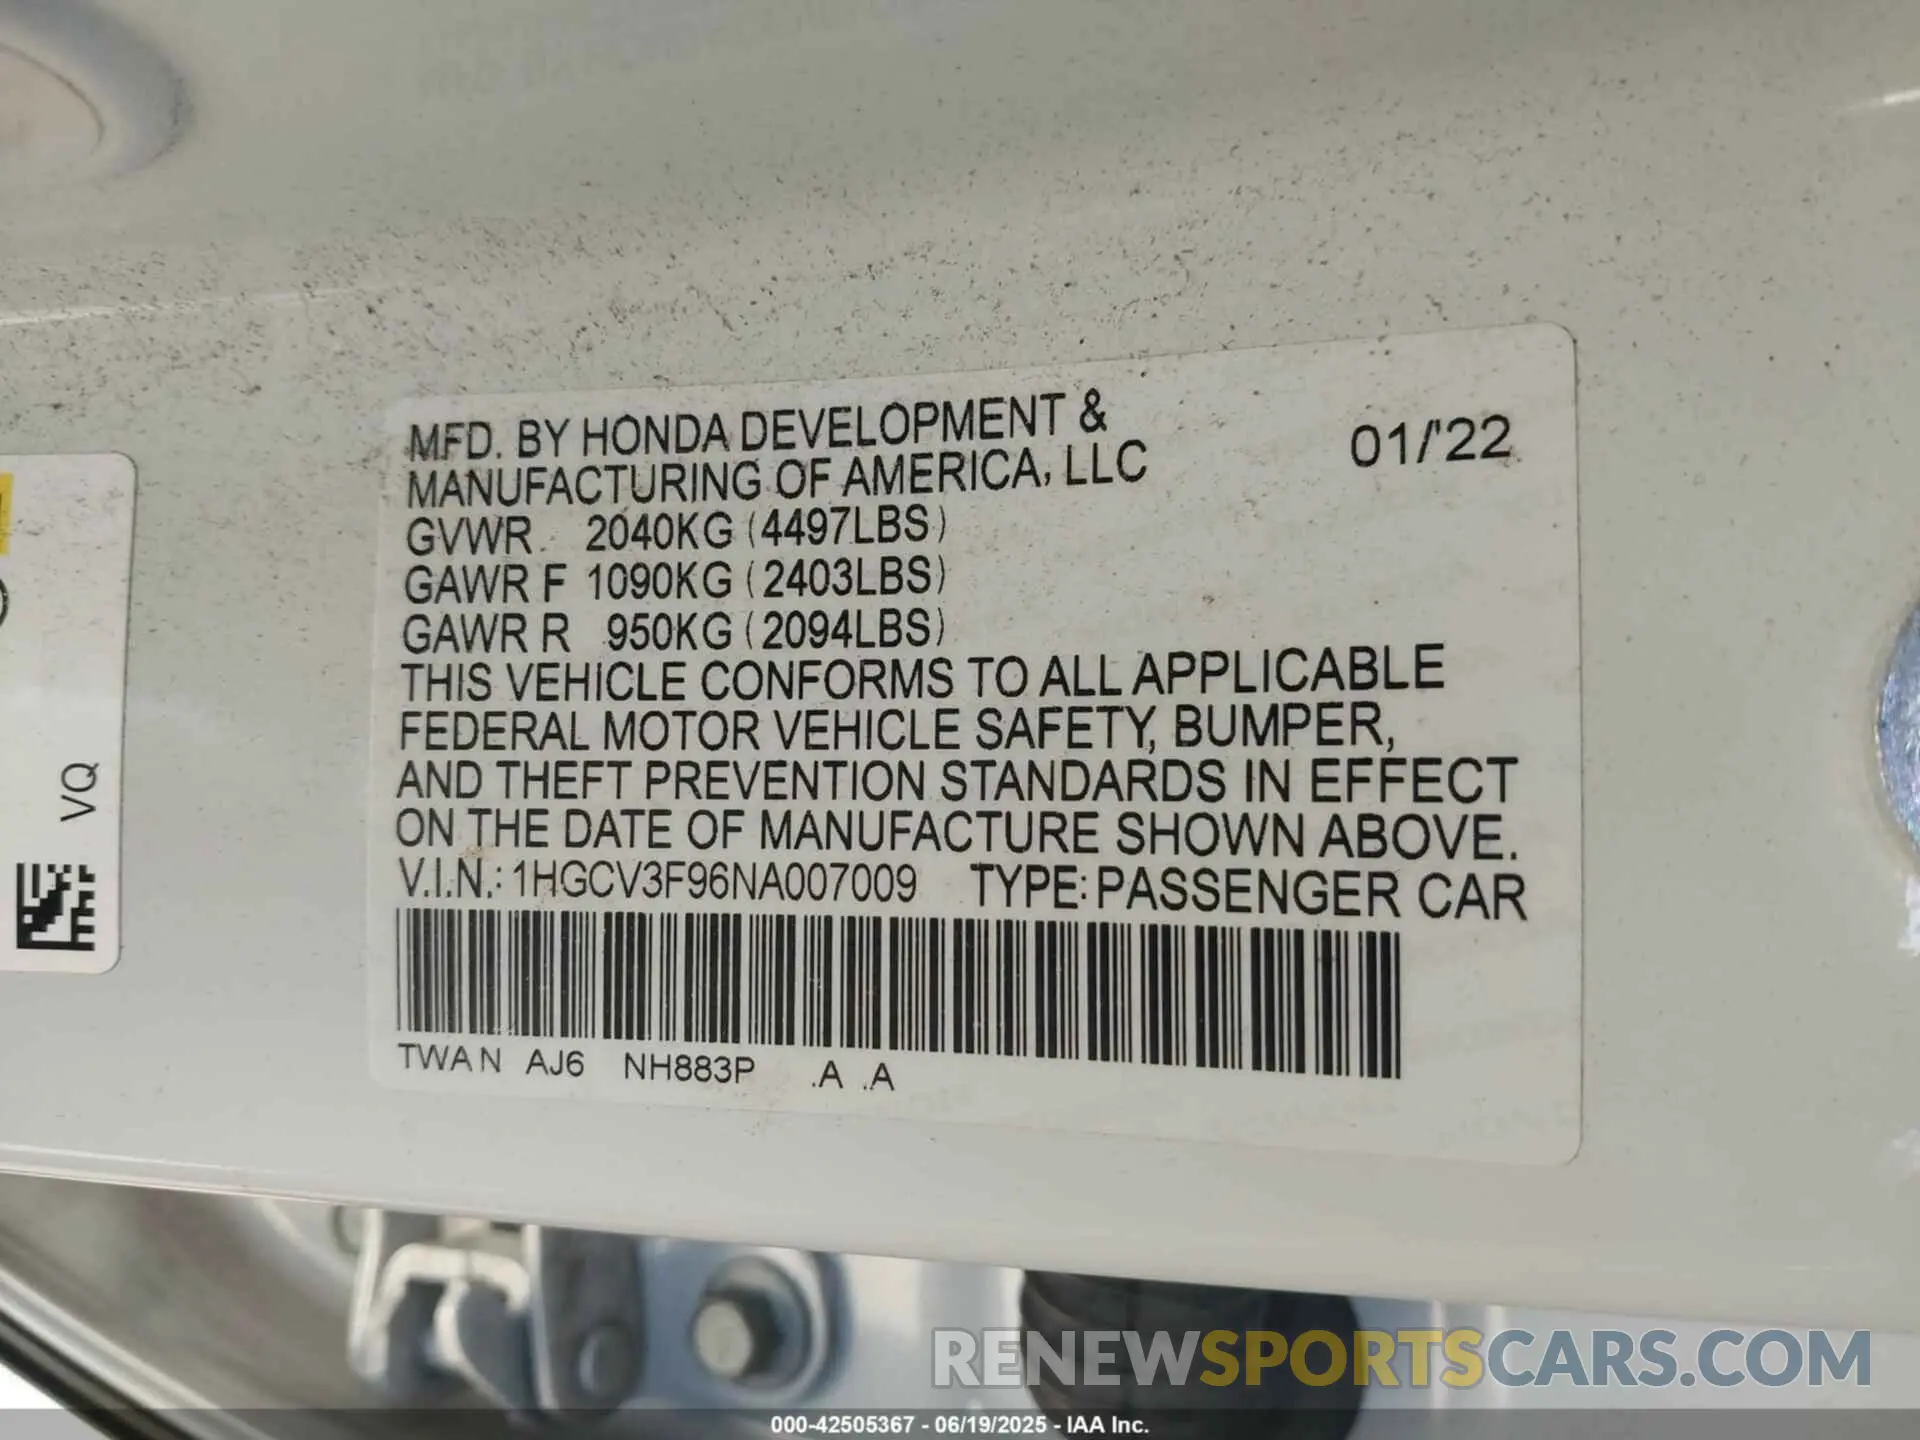 MFD. BY HONDA DEVELOPMENT &
MANUFACTURING OF AMERICA, LLC
01/'22
GVWR 2040KG (4497LBS)
GAWR F 1090KG (2403LBS)
GAWR R 950KG (2094LBS)
THIS VEHICLE CONFORMS TO ALL APPLICABLE
FEDERAL MOTOR VEHICLE SAFETY, BUMPER,
AND THEFT PREVENTION STANDARDS IN EFFECT
ON THE DATE OF MANUFACTURE SHOWN ABOVE.
V.I.N.: 1HGCV3F96NA007009 TYPE: PASSENGER CAR
TWAN AJ6 NH883P .A .A
VQ
RENEWSPORTSCARS.COM
000-42505367 - 06/19/2025 - IAA Inc.